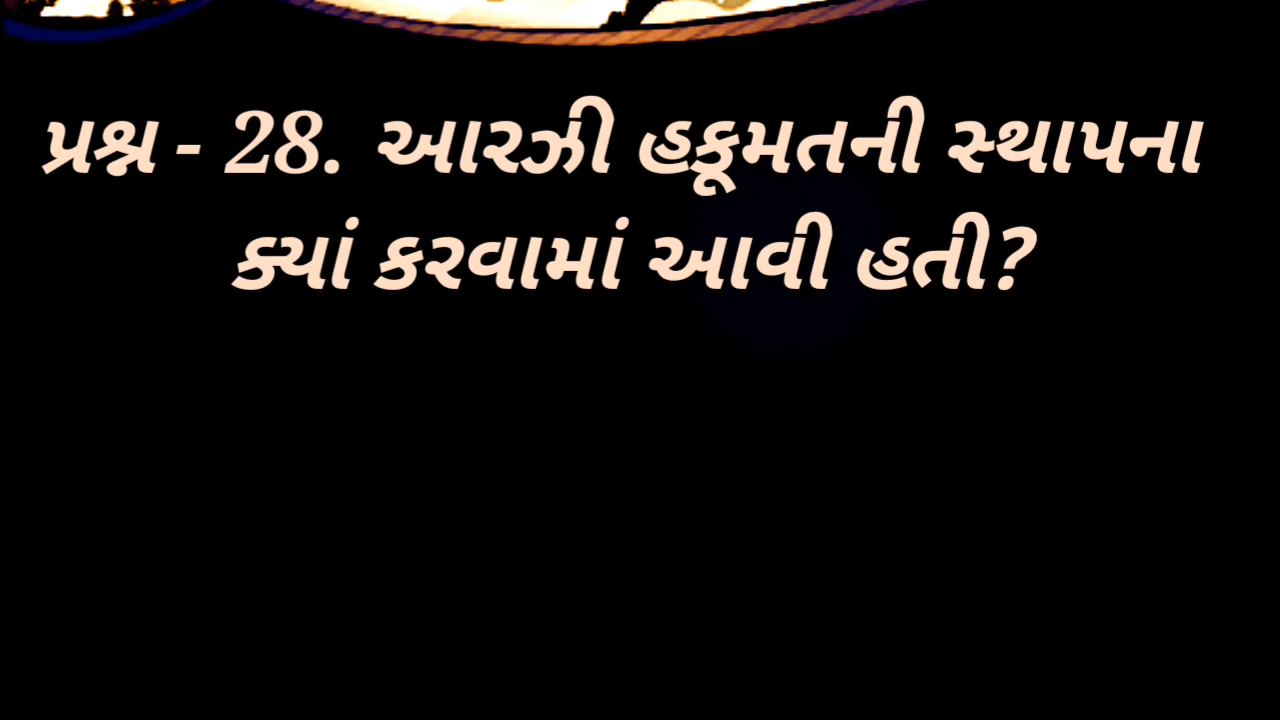 પ્રશ્ન - 28. આરઝી હકૂમતની સ્થાપના
ક્યાં કરવામાં આવી હતી?